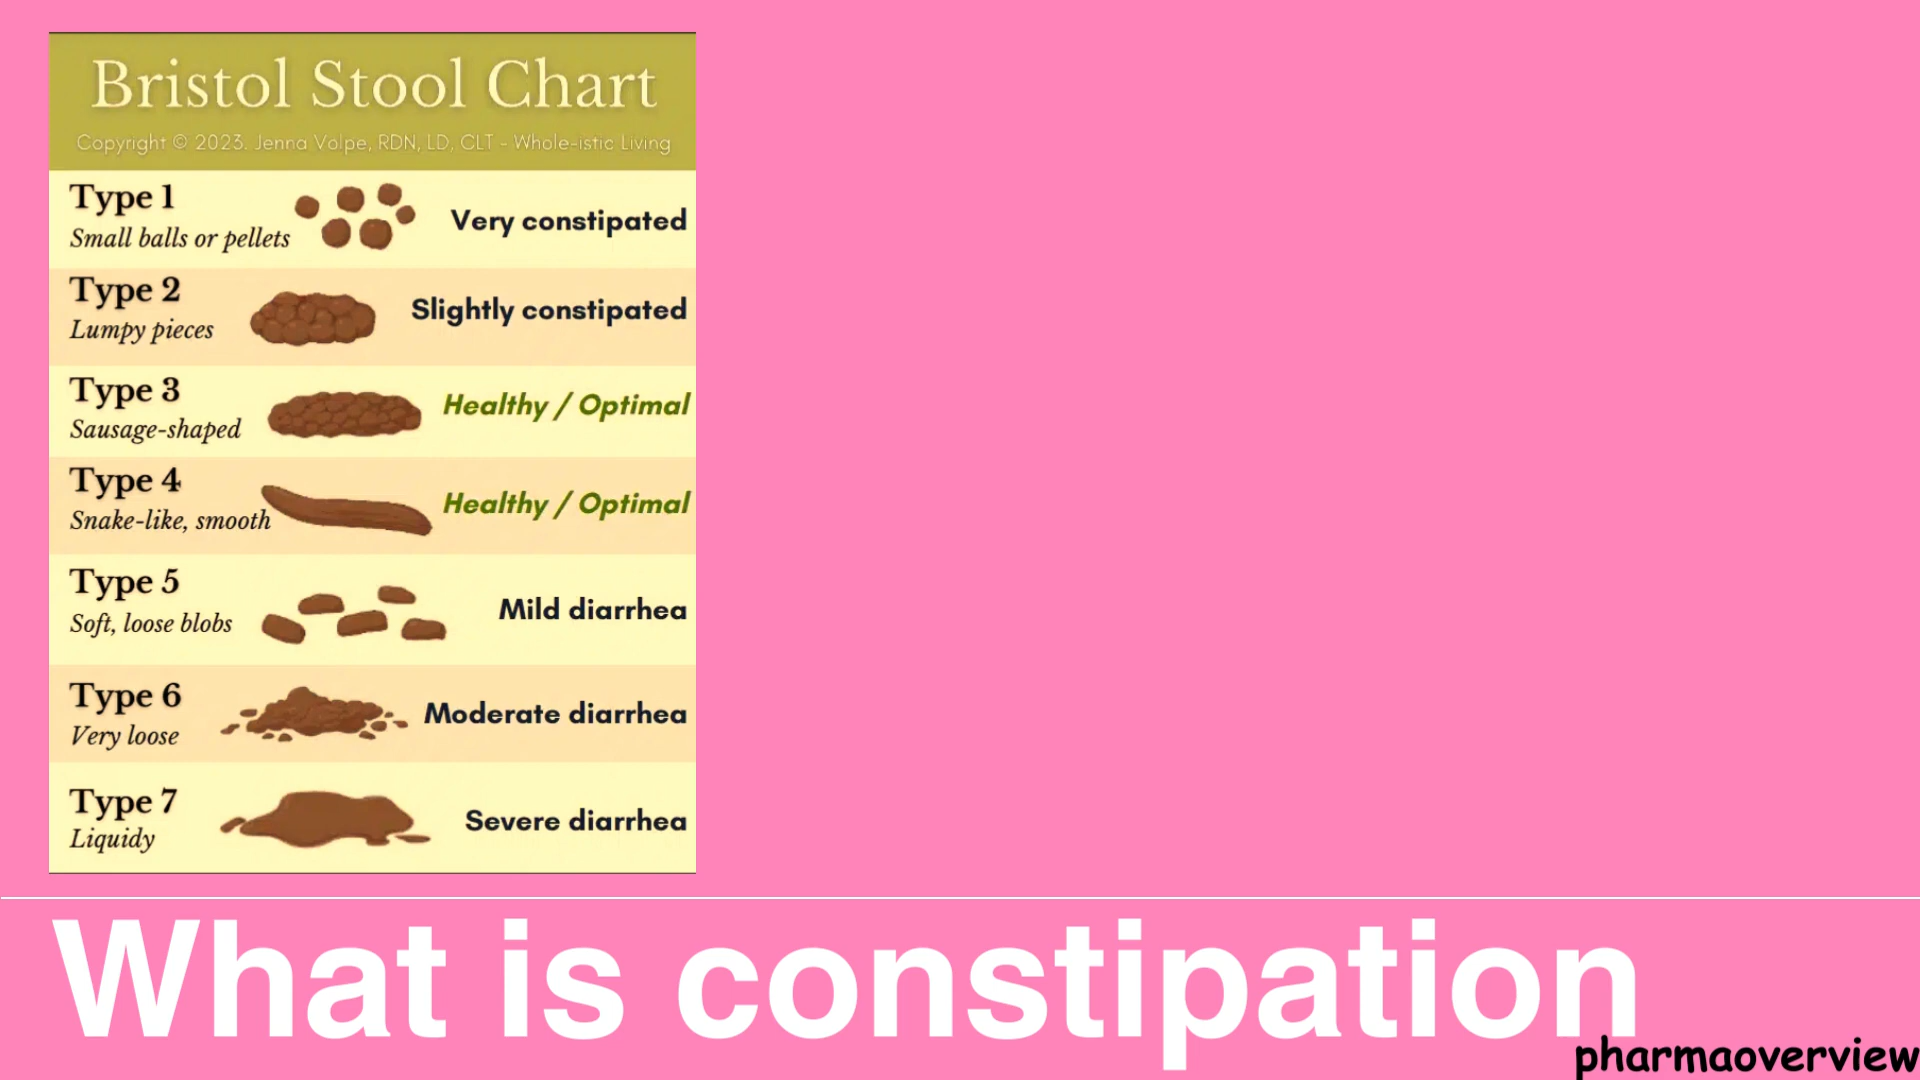 Bristol Stool Chart
Copyright © 2023. Jenna Volpe, RDN, LD, CLT - Whole-istic Living
Type 1
Small balls or pellets
Very constipated
Type 2
Lumpy pieces
Slightly constipated
Type 3
Sausage-shaped
Healthy / Optimal
Type 4
Snake-like, smooth
Healthy / Optimal
Type 5
Soft, loose blobs
Mild diarrhea
Type 6
Very loose
Moderate diarrhea
Type 7
Liquidy
Severe diarrhea
What is constipation
pharmaoverview